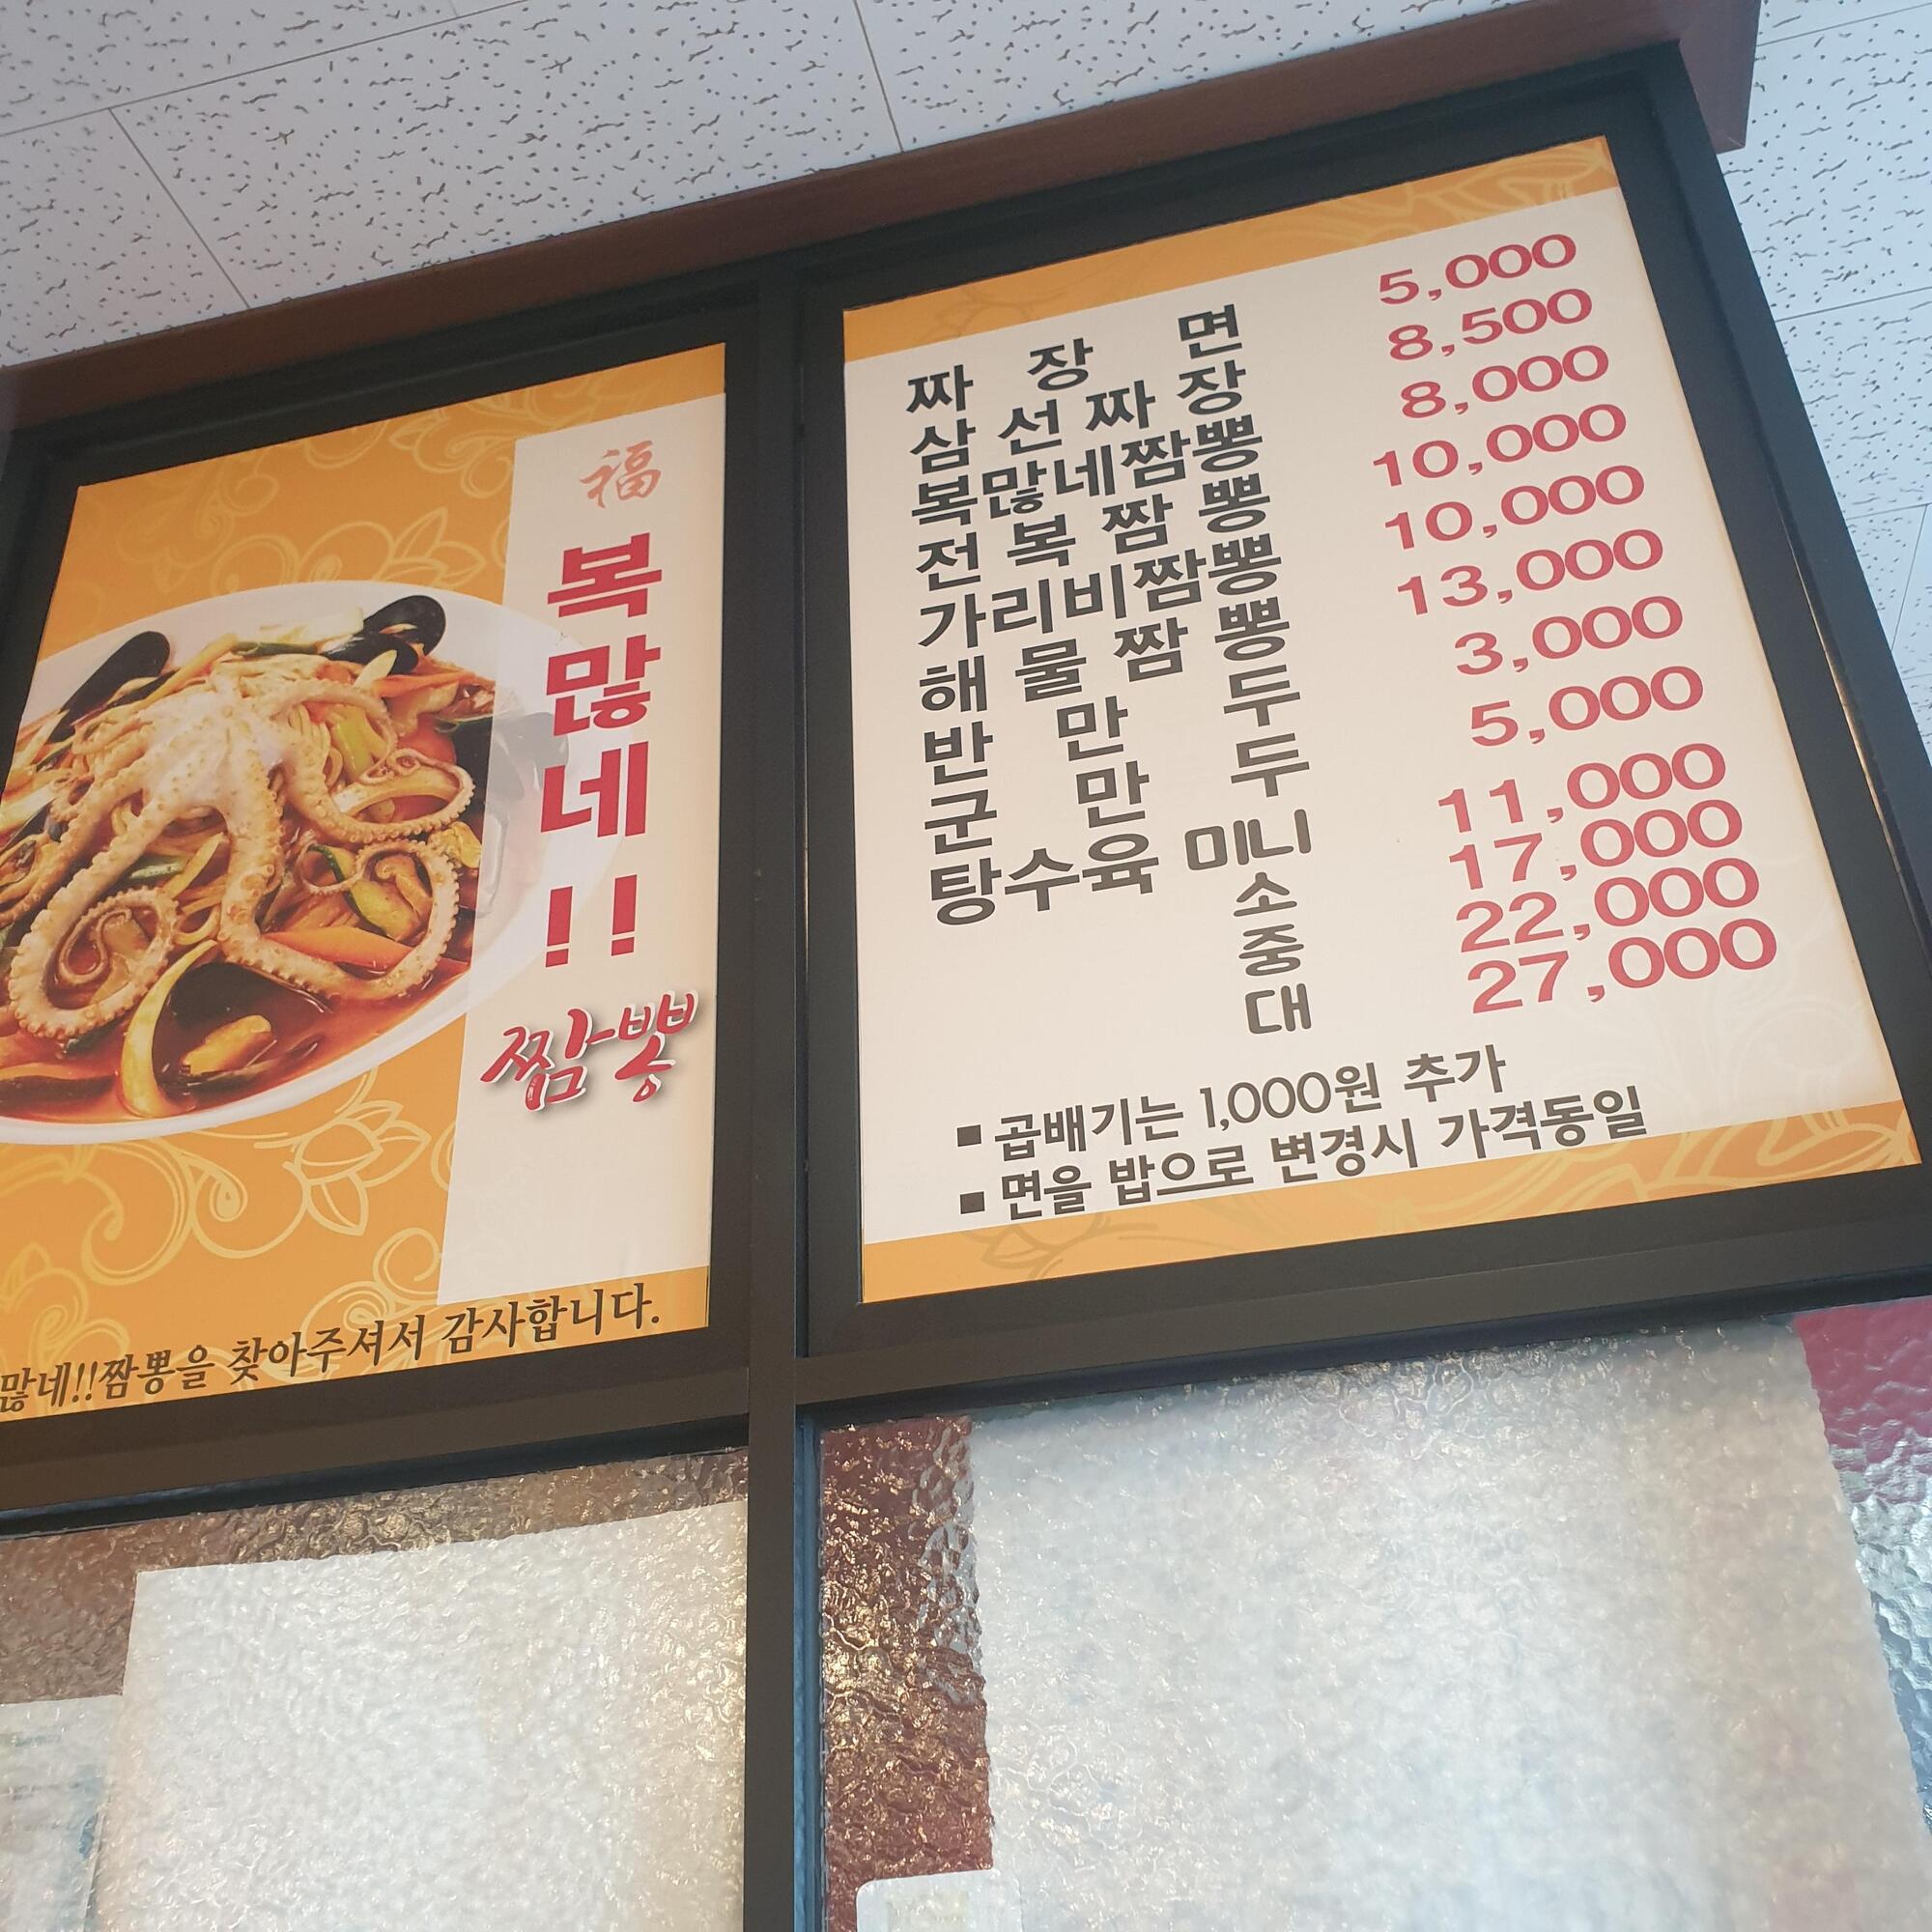 福
복많네!!
짬뽕
많네!!짬뽕을 찾아주셔서 감사합니다.
짜장면 5,000
삼선짜장 8,500
복많네짬뽕 8,000
전복짬뽕 10,000
가리비짬뽕 10,000
해물짬뽕 13,000
반만두 3,000
군만두 5,000
탕수육 미니 11,000
소 17,000
중 22,000
대 27,000
▪ 곱배기는 1,000원 추가
▪ 면을 밥으로 변경시 가격동일